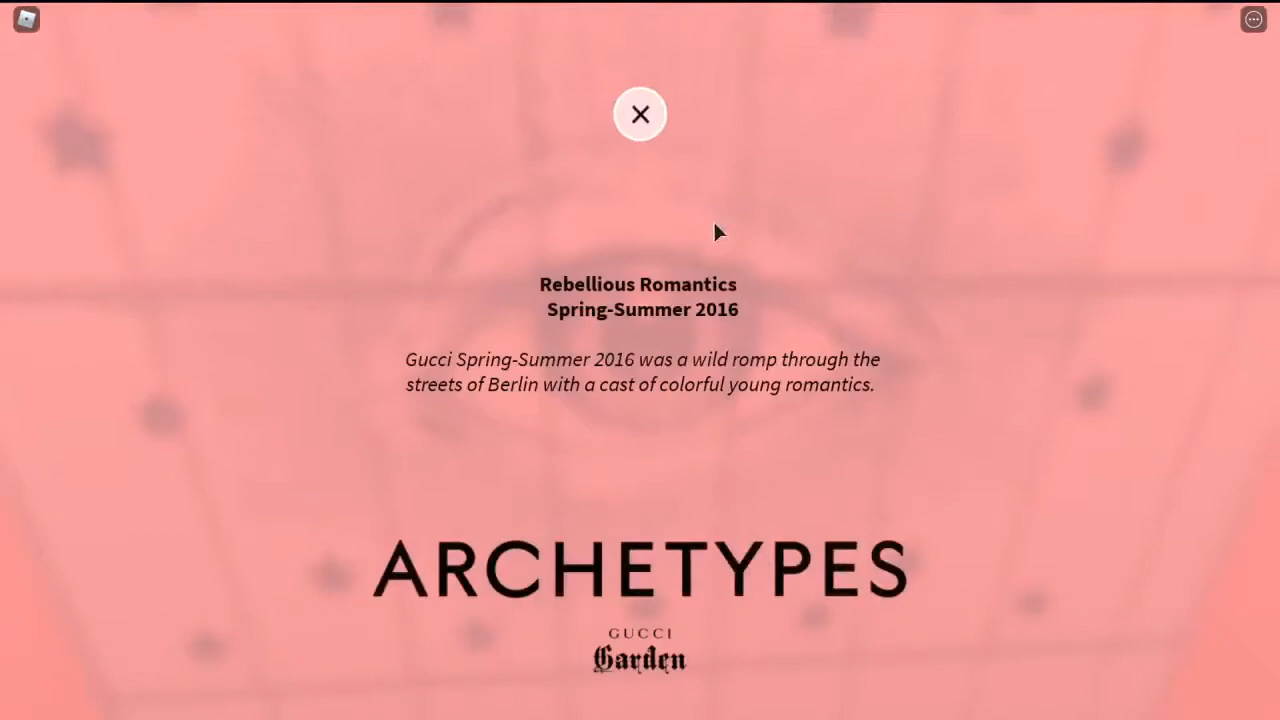 Rebellious Romantics
Spring-Summer 2016
Gucci Spring-Summer 2016 was a wild romp through the
streets of Berlin with a cast of colorful young romantics.
ARCHETYPES
GUCCI
Garden